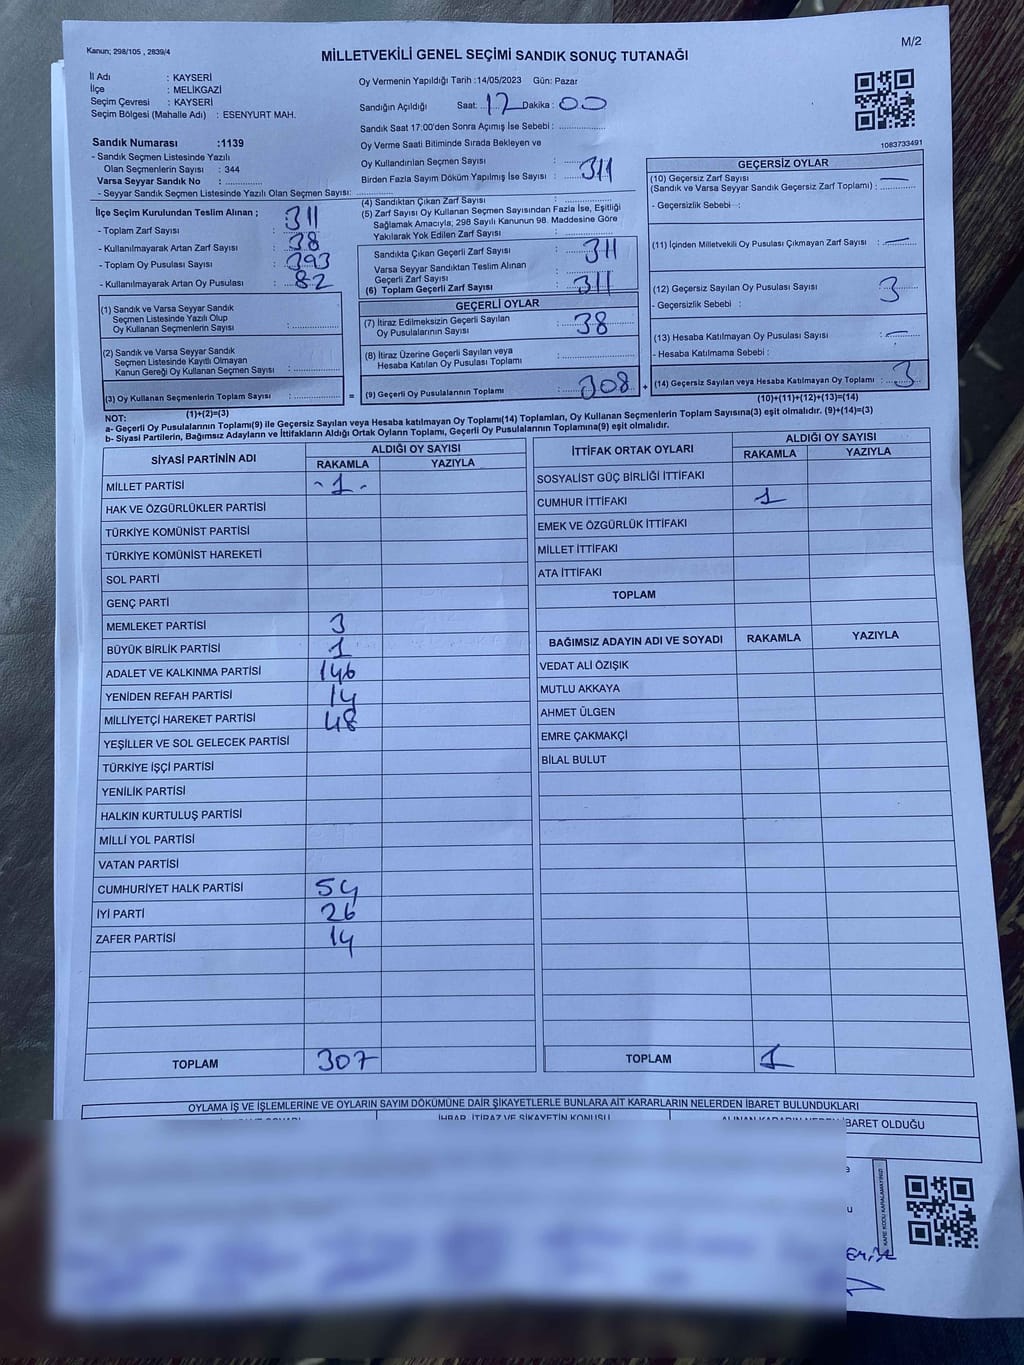 Kanun; 298/105 , 2839/4
M/2
MİLLETVEKİLİ GENEL SEÇİMİ SANDIK SONUÇ TUTANAĞI
İl Adı : KAYSERİ
İlçe : MELİKGAZİ
Seçim Çevresi : KAYSERİ
Seçim Bölgesi (Mahalle Adı) : ESENYURT MAH.
Oy Vermenin Yapıldığı Tarih :14/05/2023 Gün: Pazar
Sandığın Açıldığı Saat: 17 Dakika : 00
Sandık Saat 17:00'den Sonra Açımış İse Sebebi : ....................
Oy Verme Saati Bitiminde Sırada Bekleyen ve
Oy Kullandırılan Seçmen Sayısı :
Birden Fazla Sayım Döküm Yapılmış İse Sayısı : 311
1083733491
Sandık Numarası :1139
- Sandık Seçmen Listesinde Yazılı
Olan Seçmenlerin Sayısı : 344
Varsa Seyyar Sandık No : ............
- Seyyar Sandık Seçmen Listesinde Yazılı Olan Seçmen Sayısı: ............
İlçe Seçim Kurulundan Teslim Alınan ;
- Toplam Zarf Sayısı : 311
- Kullanılmayarak Artan Zarf Sayısı : 38
- Toplam Oy Pusulası Sayısı : 393
- Kullanılmayarak Artan Oy Pusulası : 82
(1) Sandık ve Varsa Seyyar Sandık
Seçmen Listesinde Yazılı Olup
Oy Kullanan Seçmenlerin Sayısı :................
(2) Sandık ve Varsa Seyyar Sandık
Seçmen Listesinde Kayıtlı Olmayan
Kanun Gereği Oy Kullanan Seçmen Sayısı :................
(3) Oy Kullanan Seçmenlerin Toplam Sayısı :................
(1)+(2)=(3)
(4) Sandıktan Çıkan Zarf Sayısı :................
(5) Zarf Sayısı Oy Kullanan Seçmen Sayısından Fazla İse, Eşitliği
Sağlamak Amacıyla; 298 Sayılı Kanunun 98. Maddesine Göre
Yakılarak Yok Edilen Zarf Sayısı :................
Sandıkta Çıkan Geçerli Zarf Sayısı : 311
Varsa Seyyar Sandıktan Teslim Alınan
Geçerli Zarf Sayısı :
(6) Toplam Geçerli Zarf Sayısı : 311
GEÇERLİ OYLAR
(7) İtiraz Edilmeksizin Geçerli Sayılan
Oy Pusulalarının Sayısı : 38
(8) İtiraz Üzerine Geçerli Sayılan veya
Hesaba Katılan Oy Pusulası Toplamı :................
= (9) Geçerli Oy Pusulalarının Toplamı : 308 +
GEÇERSİZ OYLAR
(10) Geçersiz Zarf Sayısı
(Sandık ve Varsa Seyyar Sandık Geçersiz Zarf Toplamı) : —
- Geçersizlik Sebebi :
(11) İçinden Milletvekili Oy Pusulası Çıkmayan Zarf Sayısı : —
(12) Geçersiz Sayılan Oy Pusulası Sayısı : 3
- Geçersizlik Sebebi :
(13) Hesaba Katılmayan Oy Pusulası Sayısı : —
- Hesaba Katılmama Sebebi :
(14) Geçersiz Sayılan veya Hesaba Katılmayan Oy Toplamı : 3
(10)+(11)+(12)+(13)=(14)
NOT:
a- Geçerli Oy Pusulalarının Toplamı(9) ile Geçersiz Sayılan veya Hesaba katılmayan Oy Toplamı(14) Toplamları, Oy Kullanan Seçmenlerin Toplam Sayısına(3) eşit olmalıdır. (9)+(14)=(3)
b- Siyasi Partilerin, Bağımsız Adayların ve İttifakların Aldığı Ortak Oyların Toplamı, Geçerli Oy Pusulalarının Toplamına(9) eşit olmalıdır.
SİYASİ PARTİNİN ADI ALDIĞI OY SAYISI
RAKAMLA YAZIYLA
MİLLET PARTİSİ - 1 -
HAK VE ÖZGÜRLÜKLER PARTİSİ
TÜRKİYE KOMÜNİST PARTİSİ
TÜRKİYE KOMÜNİST HAREKETİ
SOL PARTİ
GENÇ PARTİ
MEMLEKET PARTİSİ 3
BÜYÜK BİRLİK PARTİSİ 1
ADALET VE KALKINMA PARTİSİ 146
YENİDEN REFAH PARTİSİ 14
MİLLİYETÇİ HAREKET PARTİSİ 48
YEŞİLLER VE SOL GELECEK PARTİSİ
TÜRKİYE İŞÇİ PARTİSİ
YENİLİK PARTİSİ
HALKIN KURTULUŞ PARTİSİ
MİLLİ YOL PARTİSİ
VATAN PARTİSİ
CUMHURİYET HALK PARTİSİ 54
İYİ PARTİ 26
ZAFER PARTİSİ 14
TOPLAM 307
İTTİFAK ORTAK OYLARI ALDIĞI OY SAYISI
RAKAMLA YAZIYLA
SOSYALİST GÜÇ BİRLİĞİ İTTİFAKI
CUMHUR İTTİFAKI 1
EMEK VE ÖZGÜRLÜK İTTİFAKI
MİLLET İTTİFAKI
ATA İTTİFAKI
TOPLAM
BAĞIMSIZ ADAYIN ADI VE SOYADI RAKAMLA YAZIYLA
VEDAT ALİ ÖZIŞIK
MUTLU AKKAYA
AHMET ÜLGEN
EMRE ÇAKMAKÇİ
BİLAL BULUT
TOPLAM 1
OYLAMA İŞ VE İŞLEMLERİNE VE OYLARIN SAYIM DÖKÜMÜNE DAİR ŞİKAYETLERLE BUNLARA AİT KARARLARIN NELERDEN İBARET BULUNDUKLARI
İHBAR, İTİRAZ VE ŞİKAYETİN KONUSU
ALINAN KARARIN NEDEN İBARET OLDUĞU
KARE KODU KARALAMAYINIZ!